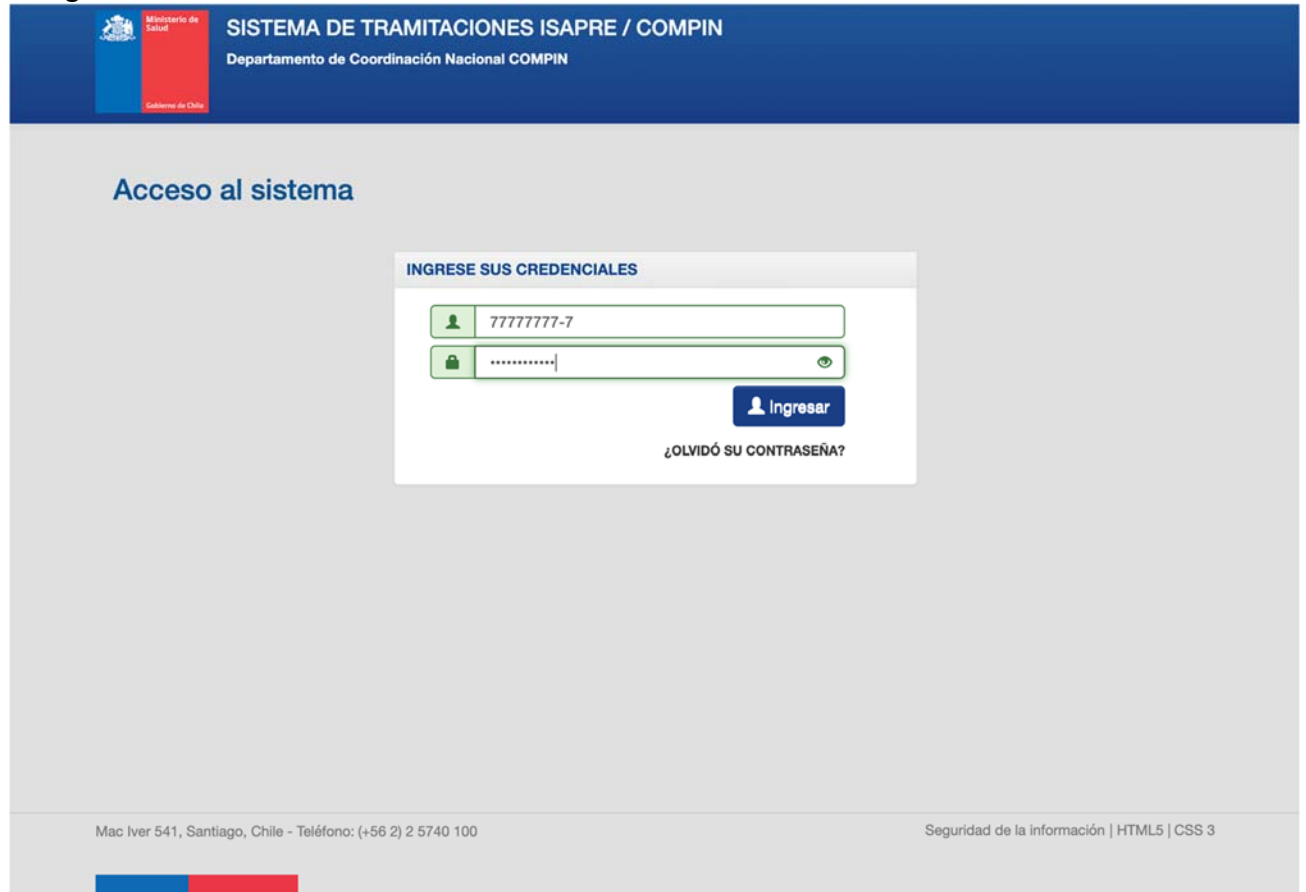 Ministerio de
Salud
SISTEMA DE TRAMITACIONES ISAPRE / COMPIN
Departamento de Coordinación Nacional COMPIN
Gobierno de Chile
Acceso al sistema
INGRESE SUS CREDENCIALES
77777777-7
••••••••••••
Ingresar
¿OLVIDÓ SU CONTRASEÑA?
Mac Iver 541, Santiago, Chile - Teléfono: (+56 2) 2 5740 100
Seguridad de la información | HTML5 | CSS 3